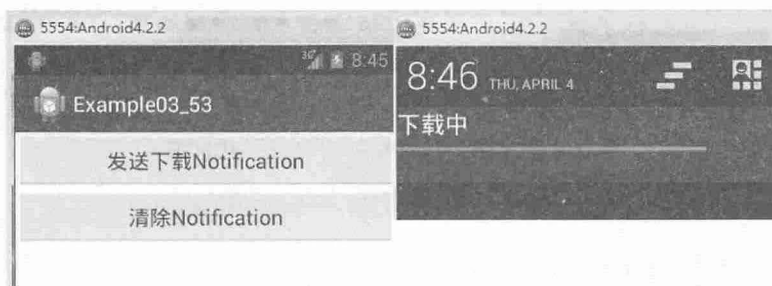 5554:Android4.2.2
3G 8:45
Example03_53
发送下载Notification
清除Notification
5554:Android4.2.2
8:46 THU, APRIL 4
下载中